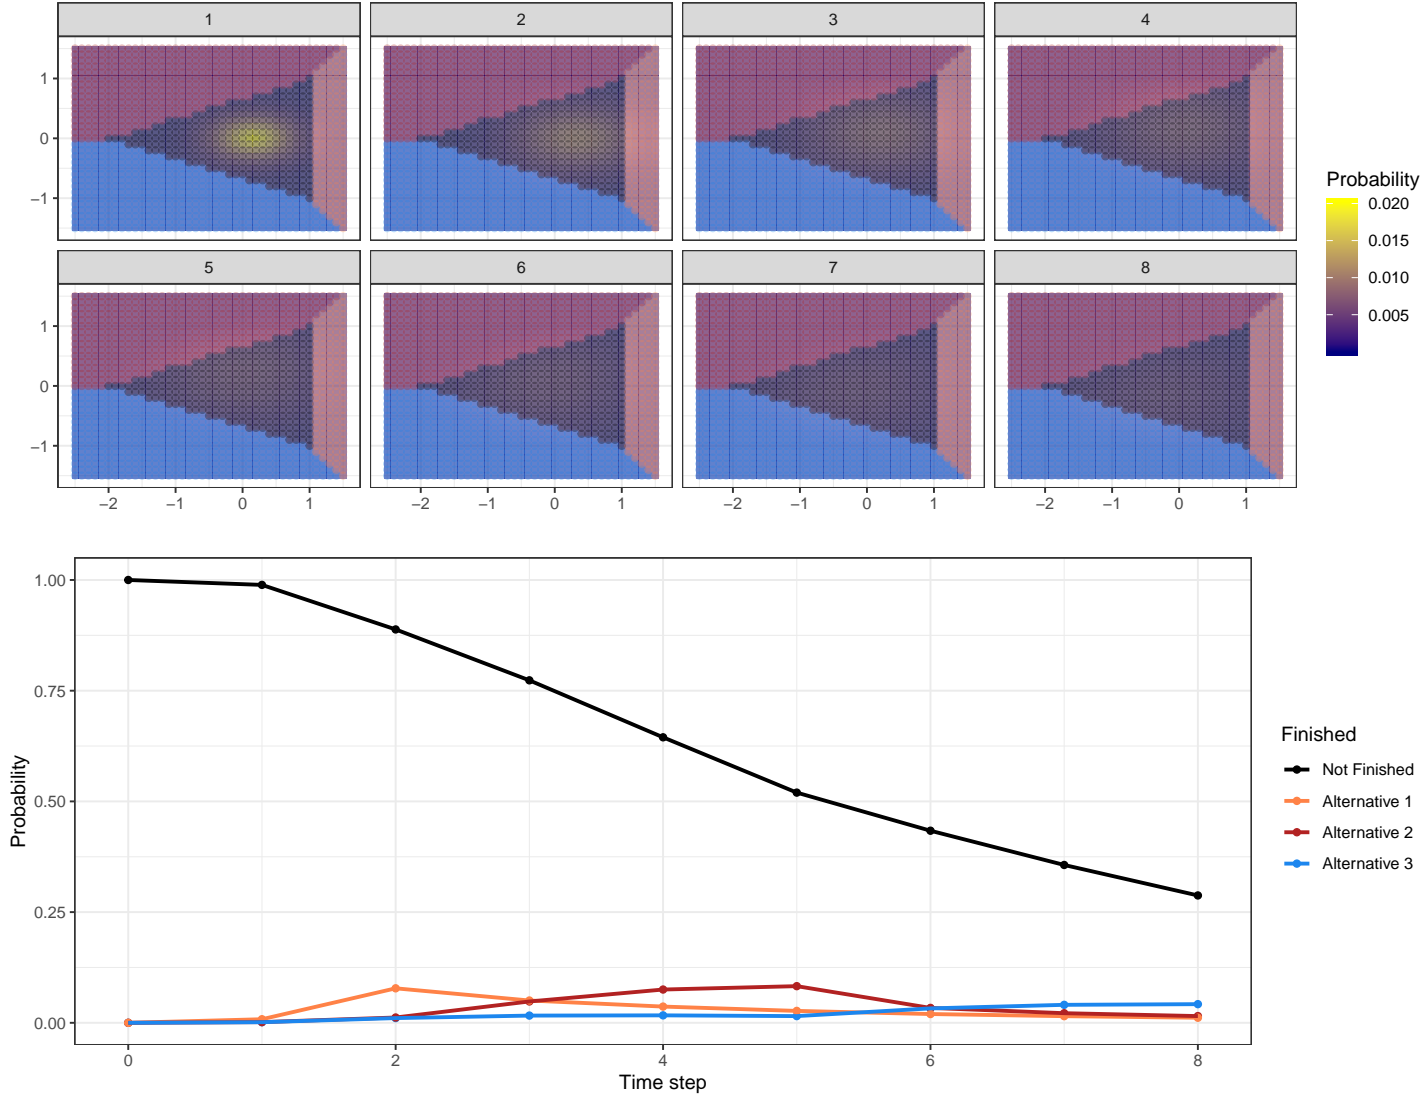 1 2 3 4
1
0
−1
5 6 7 8
1
0
−1
−2 −1 0 1 −2 −1 0 1 −2 −1 0 1 −2 −1 0 1
Probability
0.020
0.015
0.010
0.005
1.00
0.75
0.50
0.25
0.00
Probability
0 2 4 6 8
Time step
Finished
Not Finished
Alternative 1
Alternative 2
Alternative 3